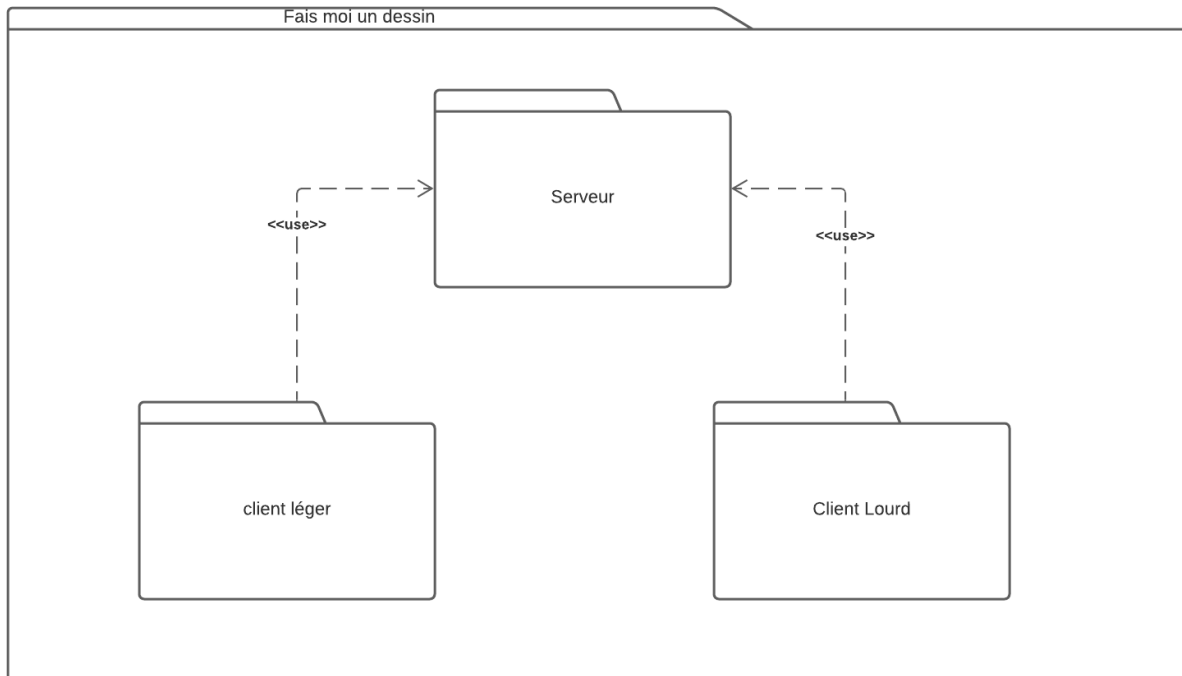 Fais moi un dessin
Serveur
<<use>>
<<use>>
client léger
Client Lourd